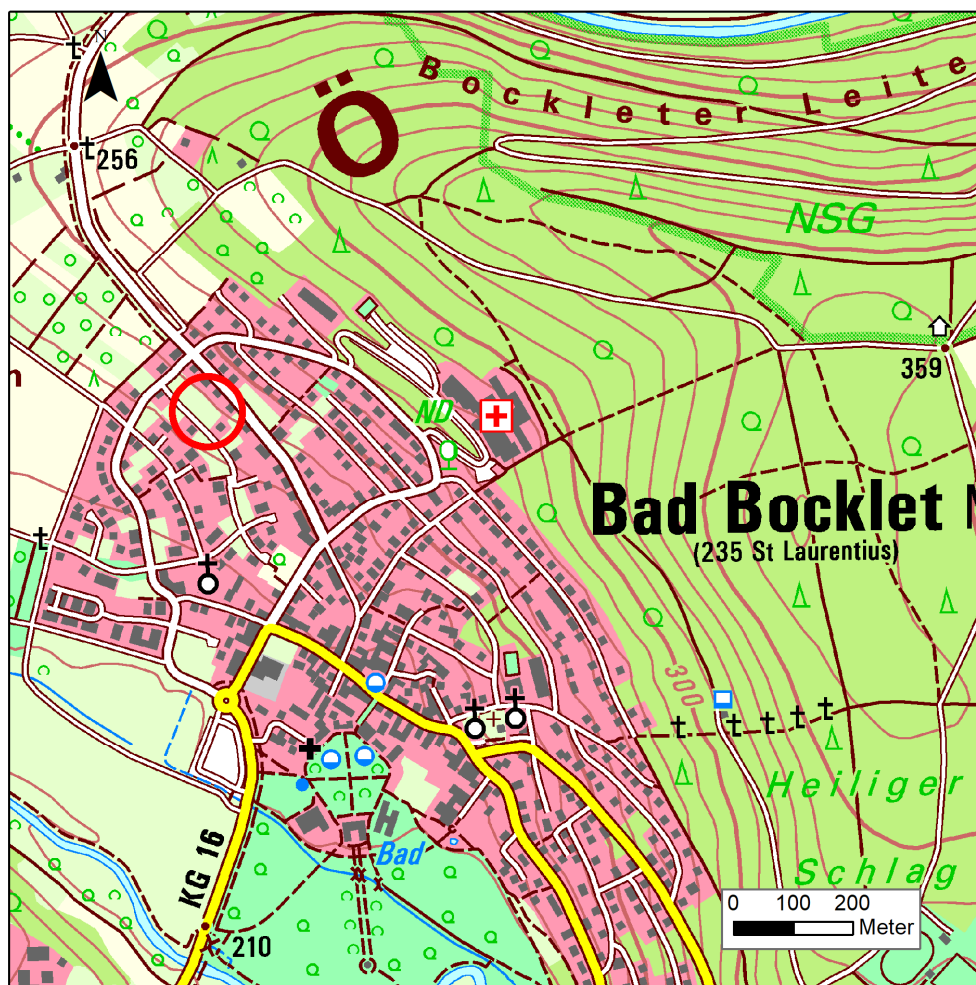 N
Bockleter Leite
Ö
256
NSG
359
ND
Bad Bocklet
(235 St Laurentius)
300
Heiliger
Bad
KG 16
Schlag
0 100 200
Meter
210